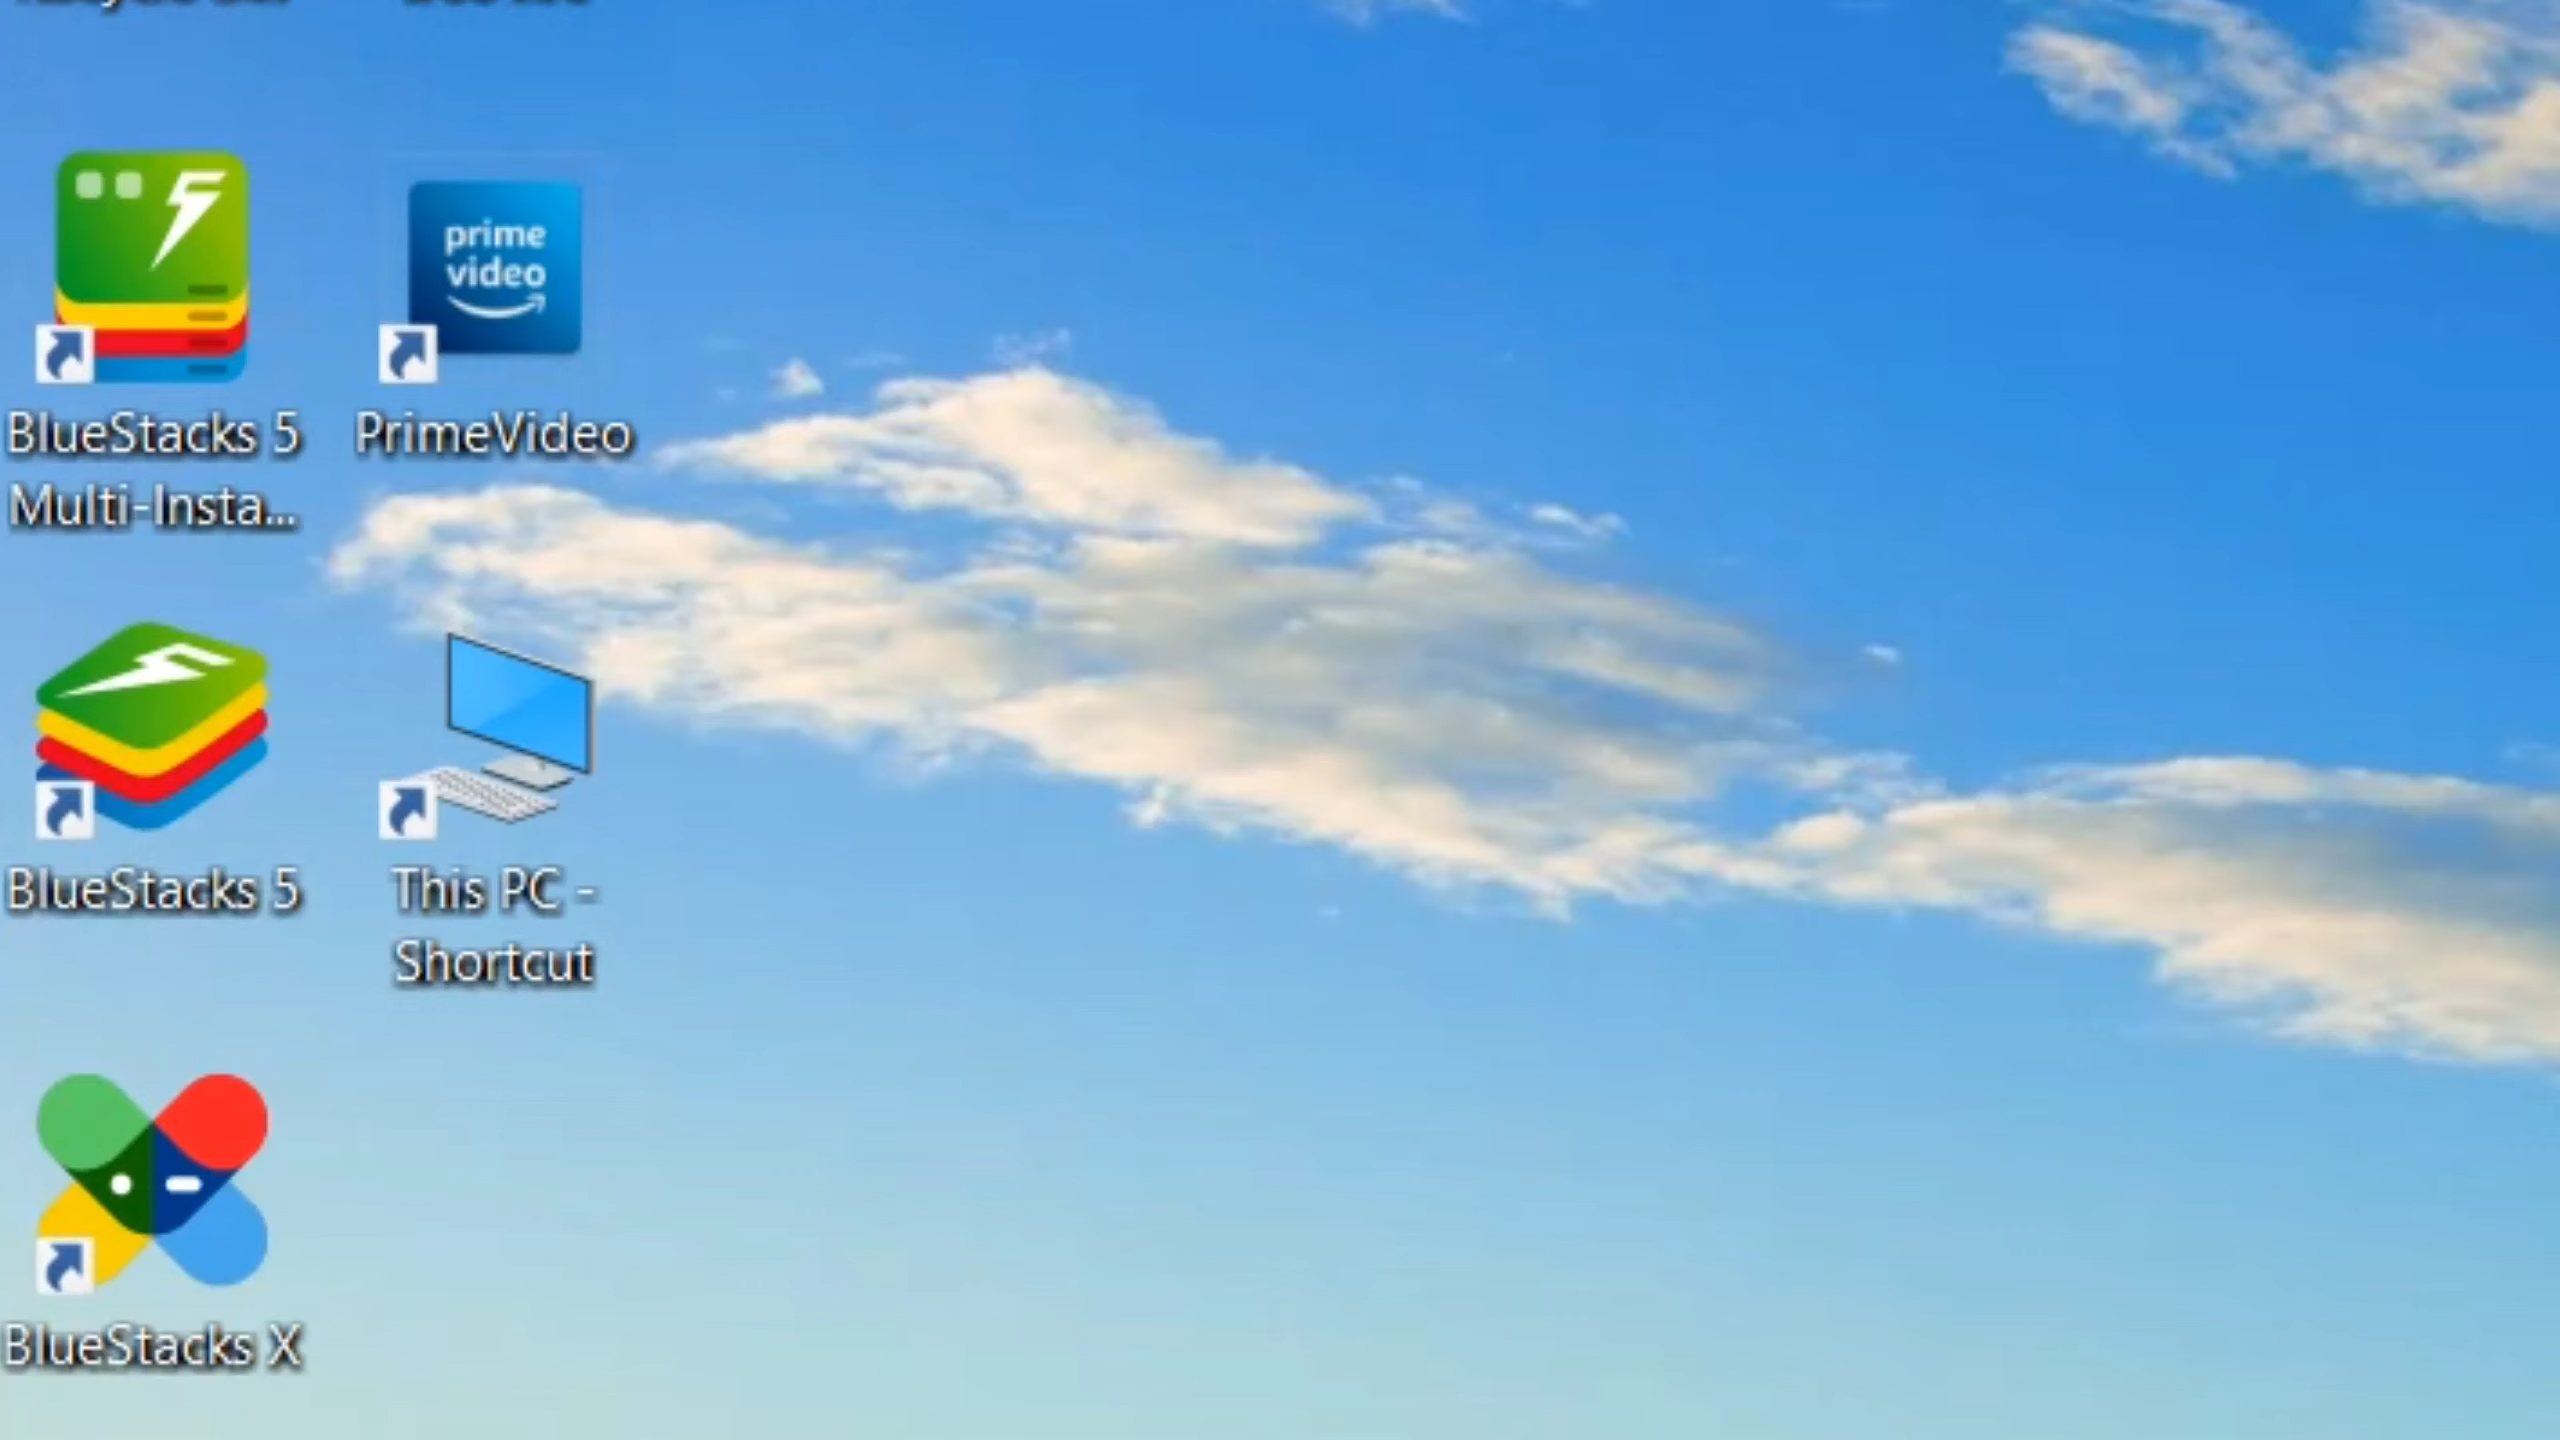 BlueStacks 5
Multi-Insta...
prime
video
PrimeVideo
BlueStacks 5
This PC -
Shortcut
BlueStacks X